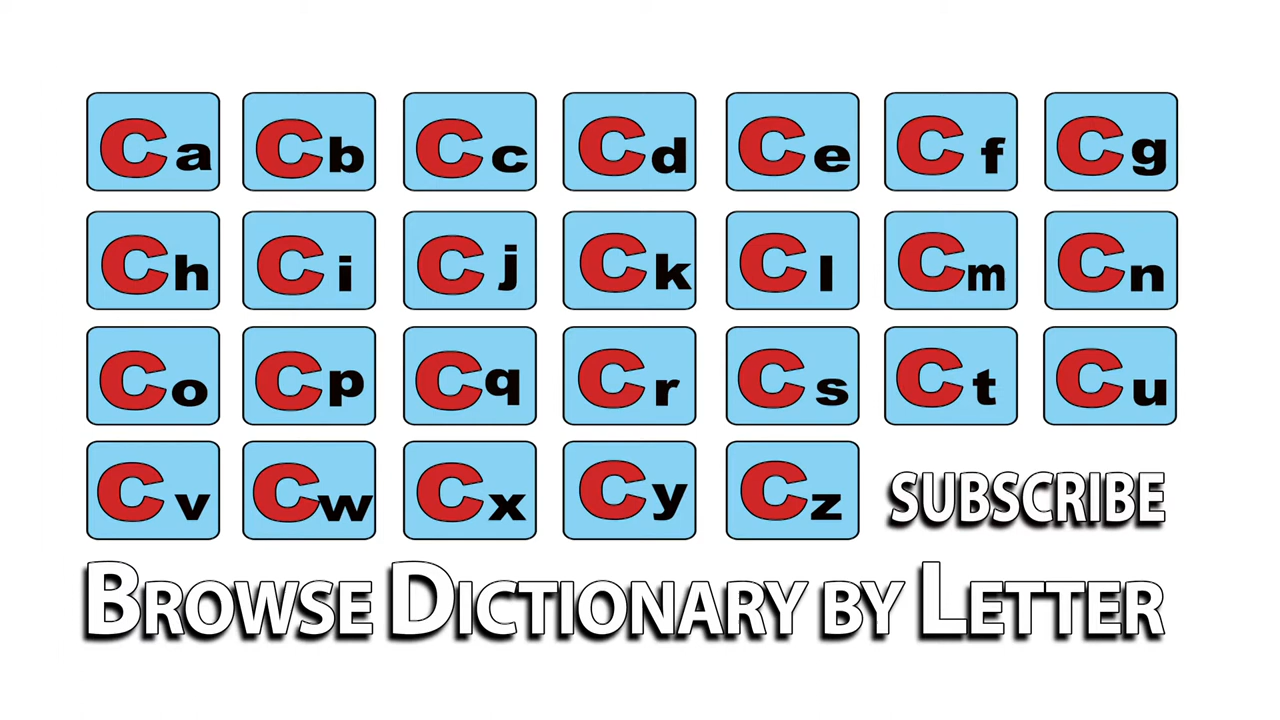 Ca Cb Cc Cd Ce Cf Cg
Ch Ci Cj Ck Cl Cm Cn
Co Cp Cq Cr Cs Ct Cu
Cv Cw Cx Cy Cz SUBSCRIBE
BROWSE DICTIONARY BY LETTER